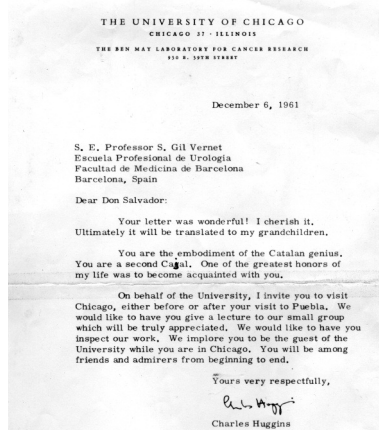 THE UNIVERSITY OF CHICAGO
CHICAGO 37 · ILLINOIS
THE BEN MAY LABORATORY FOR CANCER RESEARCH
950 E. 59TH STREET
December 6, 1961
S. E. Professor S. Gil Vernet
Escuela Profesional de Urologia
Facultad de Medicina de Barcelona
Barcelona, Spain
Dear Don Salvador:
Your letter was wonderful! I cherish it.
Ultimately it will be translated to my grandchildren.
You are the embodiment of the Catalan genius.
You are a second Cajal. One of the greatest honors of
my life was to become acquainted with you.
On behalf of the University, I invite you to visit
Chicago, either before or after your visit to Puebla. We
would like to have you give a lecture to our small group
which will be truly appreciated. We would like to have you
inspect our work. We implore you to be the guest of the
University while you are in Chicago. You will be among
friends and admirers from beginning to end.
Yours very respectfully,
Charles Huggins